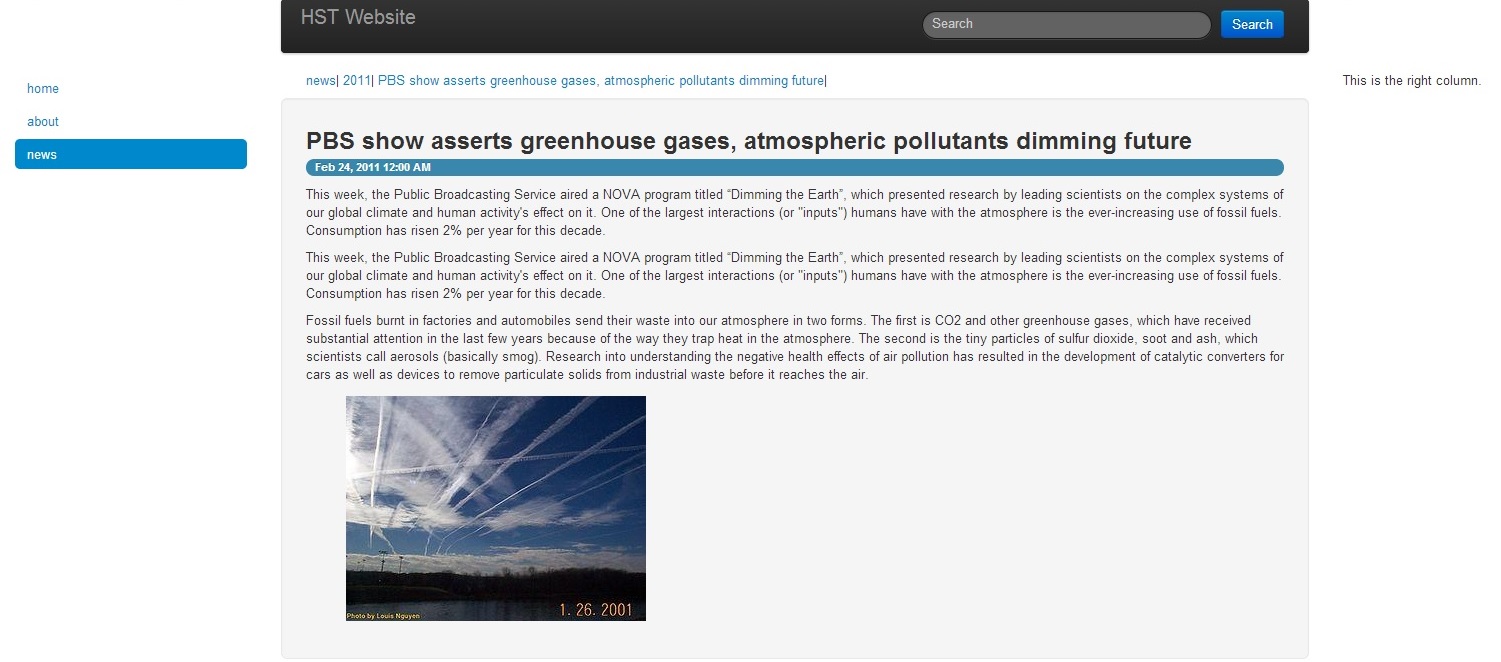 HST Website
Search
Search
home
about
news
news| 2011| PBS show asserts greenhouse gases, atmospheric pollutants dimming future|
This is the right column.
PBS show asserts greenhouse gases, atmospheric pollutants dimming future
Feb 24, 2011 12:00 AM
This week, the Public Broadcasting Service aired a NOVA program titled “Dimming the Earth”, which presented research by leading scientists on the complex systems of
our global climate and human activity's effect on it. One of the largest interactions (or "inputs") humans have with the atmosphere is the ever-increasing use of fossil fuels.
Consumption has risen 2% per year for this decade.
This week, the Public Broadcasting Service aired a NOVA program titled “Dimming the Earth”, which presented research by leading scientists on the complex systems of
our global climate and human activity's effect on it. One of the largest interactions (or "inputs") humans have with the atmosphere is the ever-increasing use of fossil fuels.
Consumption has risen 2% per year for this decade.
Fossil fuels burnt in factories and automobiles send their waste into our atmosphere in two forms. The first is CO2 and other greenhouse gases, which have received
substantial attention in the last few years because of the way they trap heat in the atmosphere. The second is the tiny particles of sulfur dioxide, soot and ash, which
scientists call aerosols (basically smog). Research into understanding the negative health effects of air pollution has resulted in the development of catalytic converters for
cars as well as devices to remove particulate solids from industrial waste before it reaches the air.
1. 26. 2001
Photo by Louis Nguyen